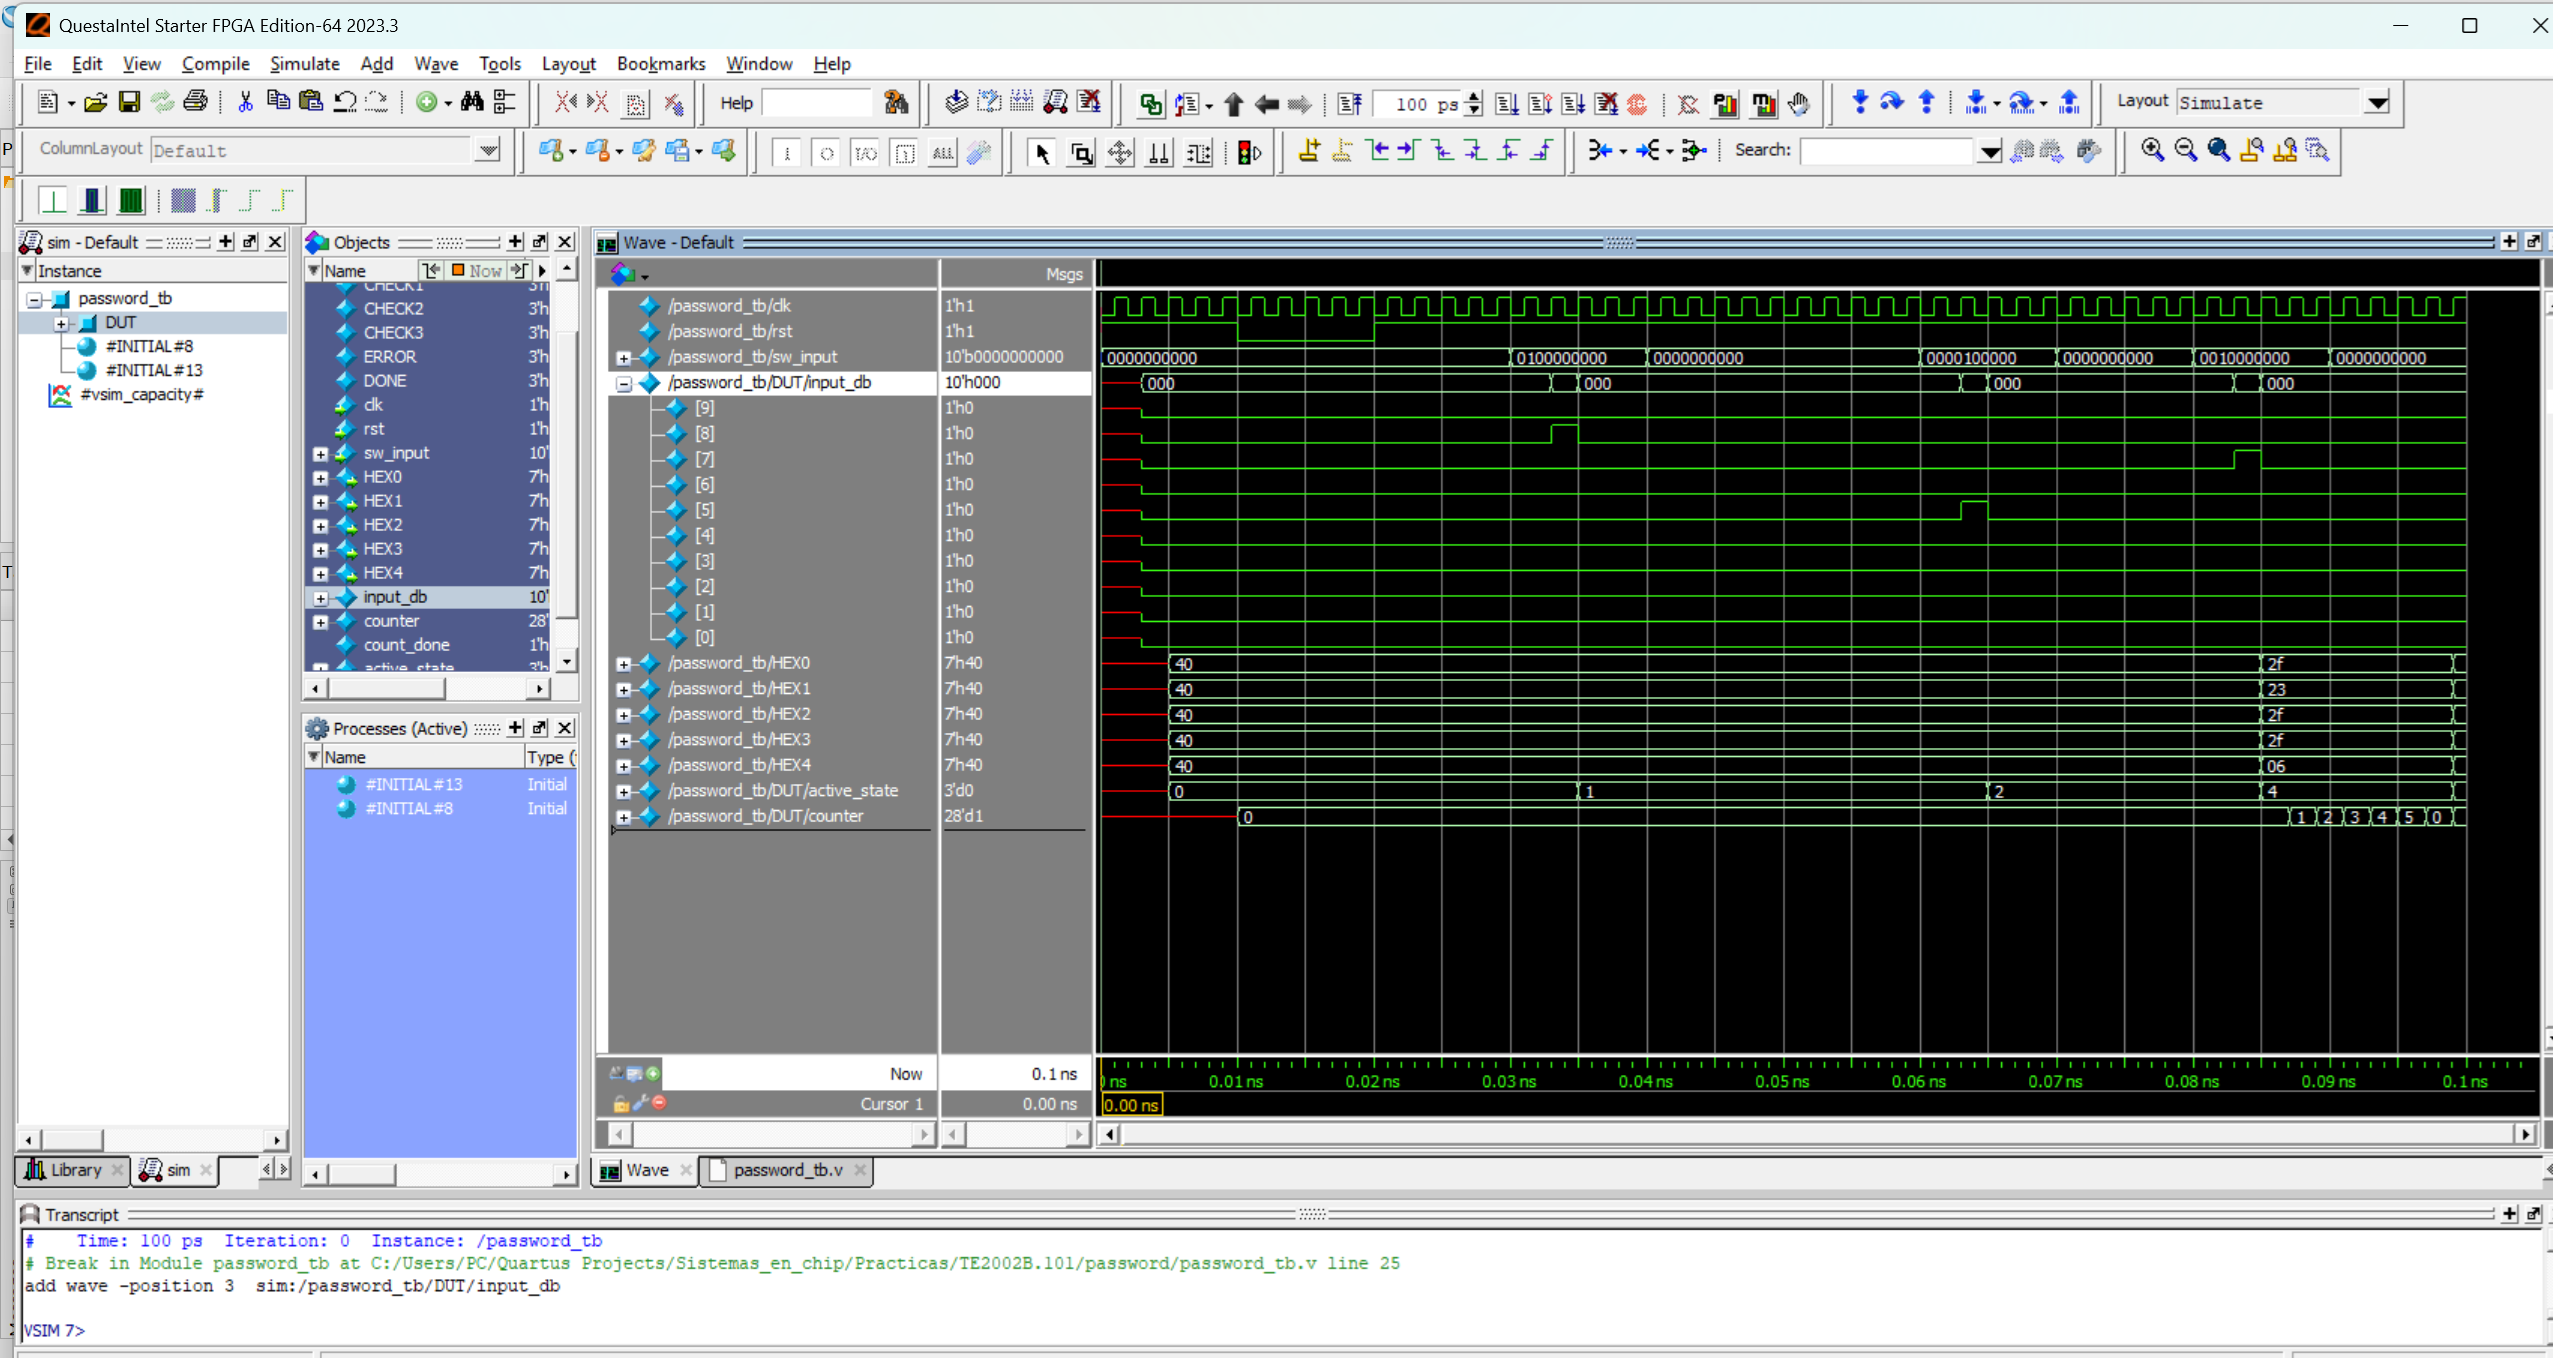 QuestaIntel Starter FPGA Edition-64 2023.3
File Edit View Compile Simulate Add Wave Tools Layout Bookmarks Window Help
Help 100 ps Layout Simulate
ColumnLayout Default Search:
sim - Default
Instance
password_tb
DUT
#INITIAL#8
#INITIAL#13
#vsim_capacity#
Library
sim
Objects
Name Now
CHECK1 3'h
CHECK2 3'h
CHECK3 3'h
ERROR 3'h
DONE 3'h
clk 1'h
rst 1'h
sw_input 10'
HEX0 7'h
HEX1 7'h
HEX2 7'h
HEX3 7'h
HEX4 7'h
input_db 10'
counter 28'
count_done 1'h
active_state 3'h
Processes (Active)
Name Type (
#INITIAL#13 Initial
#INITIAL#8 Initial
Wave - Default
Msgs
/password_tb/clk 1'h1
/password_tb/rst 1'h1
/password_tb/sw_input 10'b0000000000 0000000000 0100000000 0000000000 0000100000 0000000000 0010000000 0000000000
/password_tb/DUT/input_db 10'h000 000 000 000 000
[9] 1'h0
[8] 1'h0
[7] 1'h0
[6] 1'h0
[5] 1'h0
[4] 1'h0
[3] 1'h0
[2] 1'h0
[1] 1'h0
[0] 1'h0
/password_tb/HEX0 7'h40 40 2f
/password_tb/HEX1 7'h40 40 23
/password_tb/HEX2 7'h40 40 2f
/password_tb/HEX3 7'h40 40 2f
/password_tb/HEX4 7'h40 40 06
/password_tb/DUT/active_state 3'd0 0 1 2 4
/password_tb/DUT/counter 28'd1 0 1 2 3 4 5 0
Now 0.1 ns ns 0.01 ns 0.02 ns 0.03 ns 0.04 ns 0.05 ns 0.06 ns 0.07 ns 0.08 ns 0.09 ns 0.1 ns
Cursor 1 0.00 ns 0.00 ns
Wave
password_tb.v
Transcript
# Time: 100 ps Iteration: 0 Instance: /password_tb
# Break in Module password_tb at C:/Users/PC/Quartus Projects/Sistemas_en_chip/Practicas/TE2002B.101/password/password_tb.v line 25
add wave -position 3 sim:/password_tb/DUT/input_db
VSIM 7>